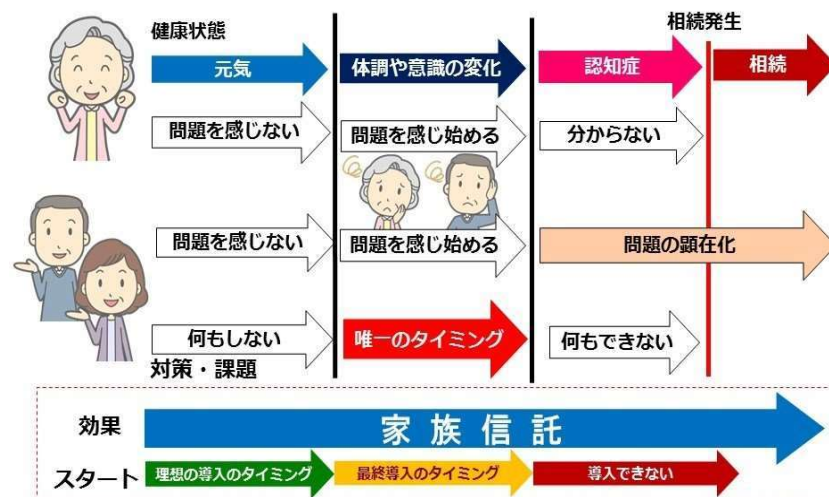 健康状態
相続発生
元気
体調や意識の変化
認知症
相続
問題を感じない
問題を感じ始める
分からない
問題を感じない
問題を感じ始める
問題の顕在化
何もしない
唯一のタイミング
何もできない
対策・課題
効果
家族信託
スタート
理想の導入のタイミング
最終導入のタイミング
導入できない